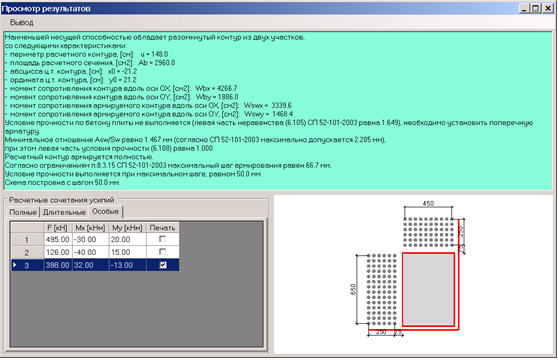 Просмотр результатов
Вывод
Наименьшей несущей способностью обладает разомкнутый контур из двух участков,
со следующими характеристиками:
- периметр расчетного контура, [см]: u = 148.0
- площадь расчетного сечения, [см2]: Ab = 2960.0
- абсцисса ц.т. контура, [см]: x0 = -21.2
- ордината ц.т. контура, [см]: y0 = 21.2
- момент сопротивления контура вдоль оси OX, [см2]: Wbx = 4266.7
- момент сопротивления контура вдоль оси OY, [см2]: Wby = 1886.0
- момент сопротивления армируемого контура вдоль оси OX, [см2]: Wswx = 3339.6
- момент сопротивления армируемого контура вдоль оси OY, [см2]: Wswy = 1468.4
Условие прочности по бетону плиты не выполняется (левая часть неравенства (6.105) СП 52-101-2003 равна 1.649), необходимо установить поперечную
арматуру.
Минимальное отношение Asw/Sw равно 1.467 мм (согласно СП 52-101-2003 максимально допускается 2.285 мм),
при этом левая часть условия прочности (6.108) равна 1.000.
Расчетный контур армируется полностью.
Согласно ограничениям п.8.3.15 СП 52-101-2003 максимальный шаг армирования равен 66.7 мм.
Условие прочности выполняется при максимальном шаге, равном 50.0 мм.
Схема построена с шагом 50.0 мм.
Расчетные сочетания усилий
Полные Длительные Особые
F [кН] Mx [кНм] My [кНм] Печать
1 495.00 -30.00 20.00
2 126.00 -40.00 15.00
3 398.00 32.00 -13.00
450
250
75
650
250 75